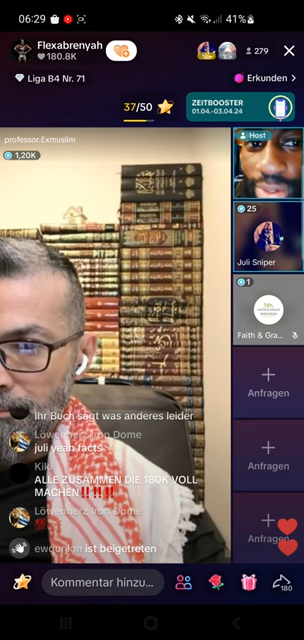 06:29
41%
Flexabrenyah
180.8K
279
Liga B4 Nr. 71
Erkunden >
37/50
ZEITBOOSTER
01.04.-03.04.24
professor.Exmuslim
1,20K
Host
25
Juli Sniper
1
Faith & Gra...
Anfragen
Anfragen
Anfragen
Ihr Buch sagt was anderes leider
Löwenherz Iron Dome
juli yeah facts
Kiki
ALLE ZUSAMMEN DIE 180K VOLL
MACHEN‼️‼️‼️
Löwenherz Iron Dome
💯
ewqurjkm ist beigetreten
Kommentar hinzu...
180